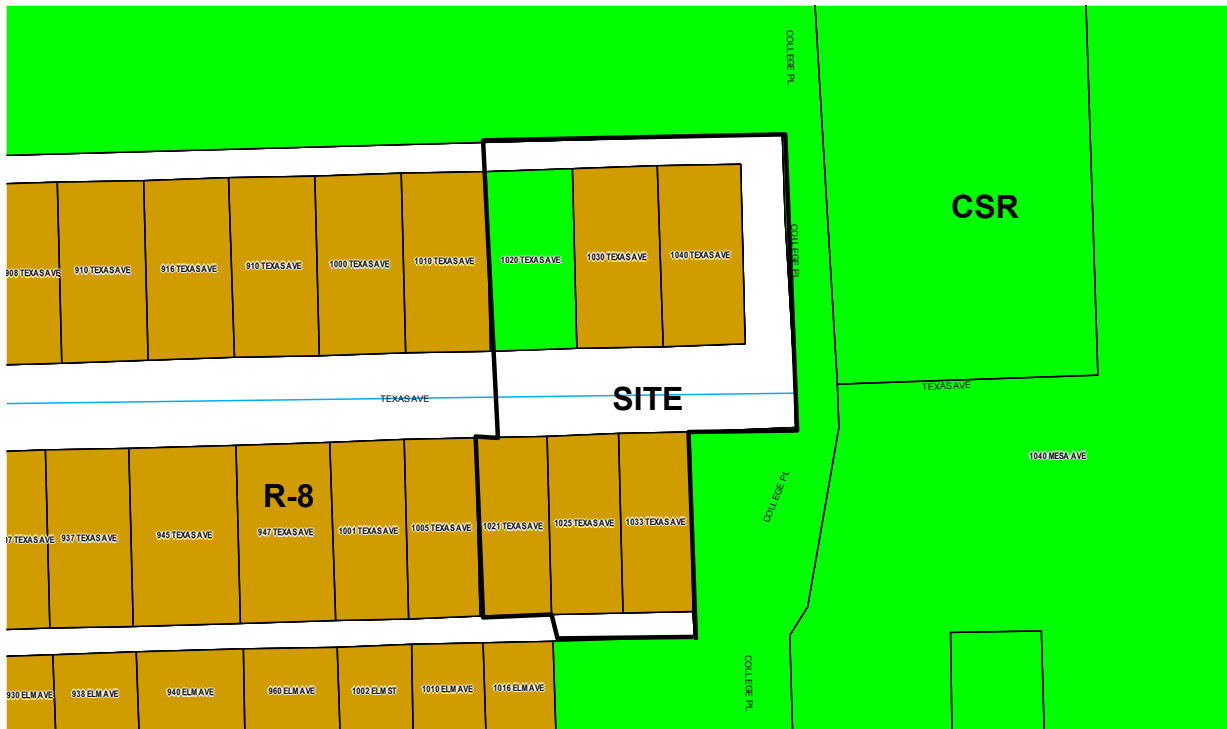 COLLEGE PL
CSR
COLLEGE PL
908 TEXAS AVE
910 TEXAS AVE
916 TEXAS AVE
910 TEXAS AVE
1000 TEXAS AVE
1010 TEXAS AVE
1020 TEXAS AVE
1030 TEXAS AVE
1040 TEXAS AVE
TEXAS AVE
SITE
TEXAS AVE
1040 MESA AVE
COLLEGE PL
R-8
7 TEXAS AVE
937 TEXAS AVE
945 TEXAS AVE
947 TEXAS AVE
1001 TEXAS AVE
1005 TEXAS AVE
1021 TEXAS AVE
1025 TEXAS AVE
1033 TEXAS AVE
930 ELM AVE
938 ELM AVE
940 ELM AVE
960 ELM AVE
1002 ELM ST
1010 ELM AVE
1016 ELM AVE
COLLEGE PL